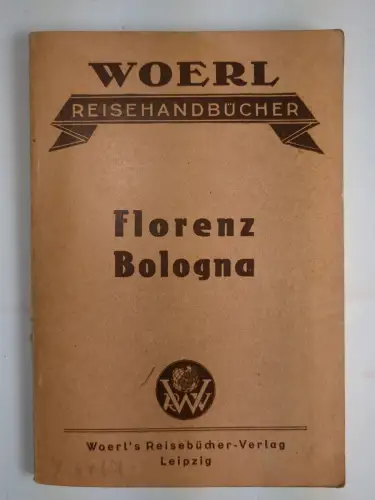 WOERL
REISEHANDBÜCHER
Florenz
Bologna
Woerl's Reisebücher-Verlag
Leipzig